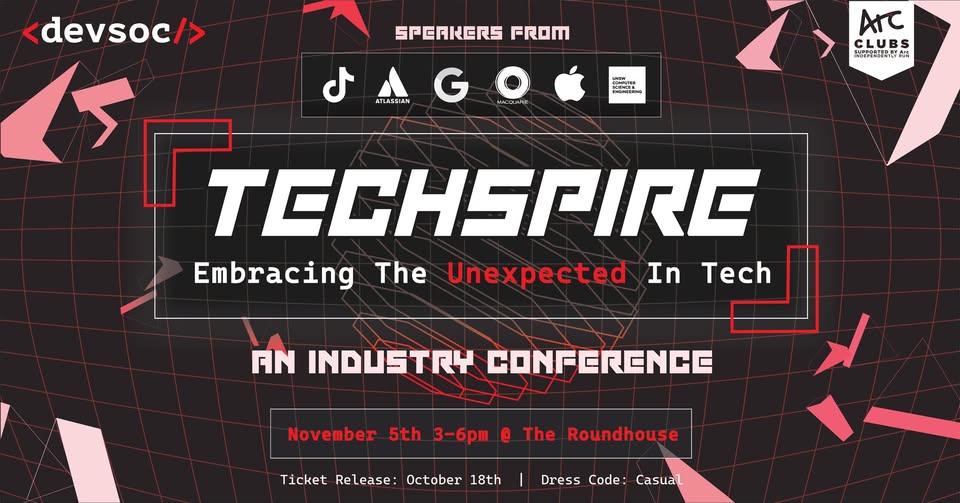 <devsoc/>
SPEAKERS FROM
Arc
CLUBS
SUPPORTED BY Arc
INDEPENDENTLY RUN
ATLASSIAN
G
MACQUARIE
UNSW
COMPUTER
SCIENCE &
ENGINEERING
TECHSPIRE
Embracing The Unexpected In Tech
AN INDUSTRY CONFERENCE
November 5th 3-6pm @ The Roundhouse
Ticket Release: October 18th | Dress Code: Casual